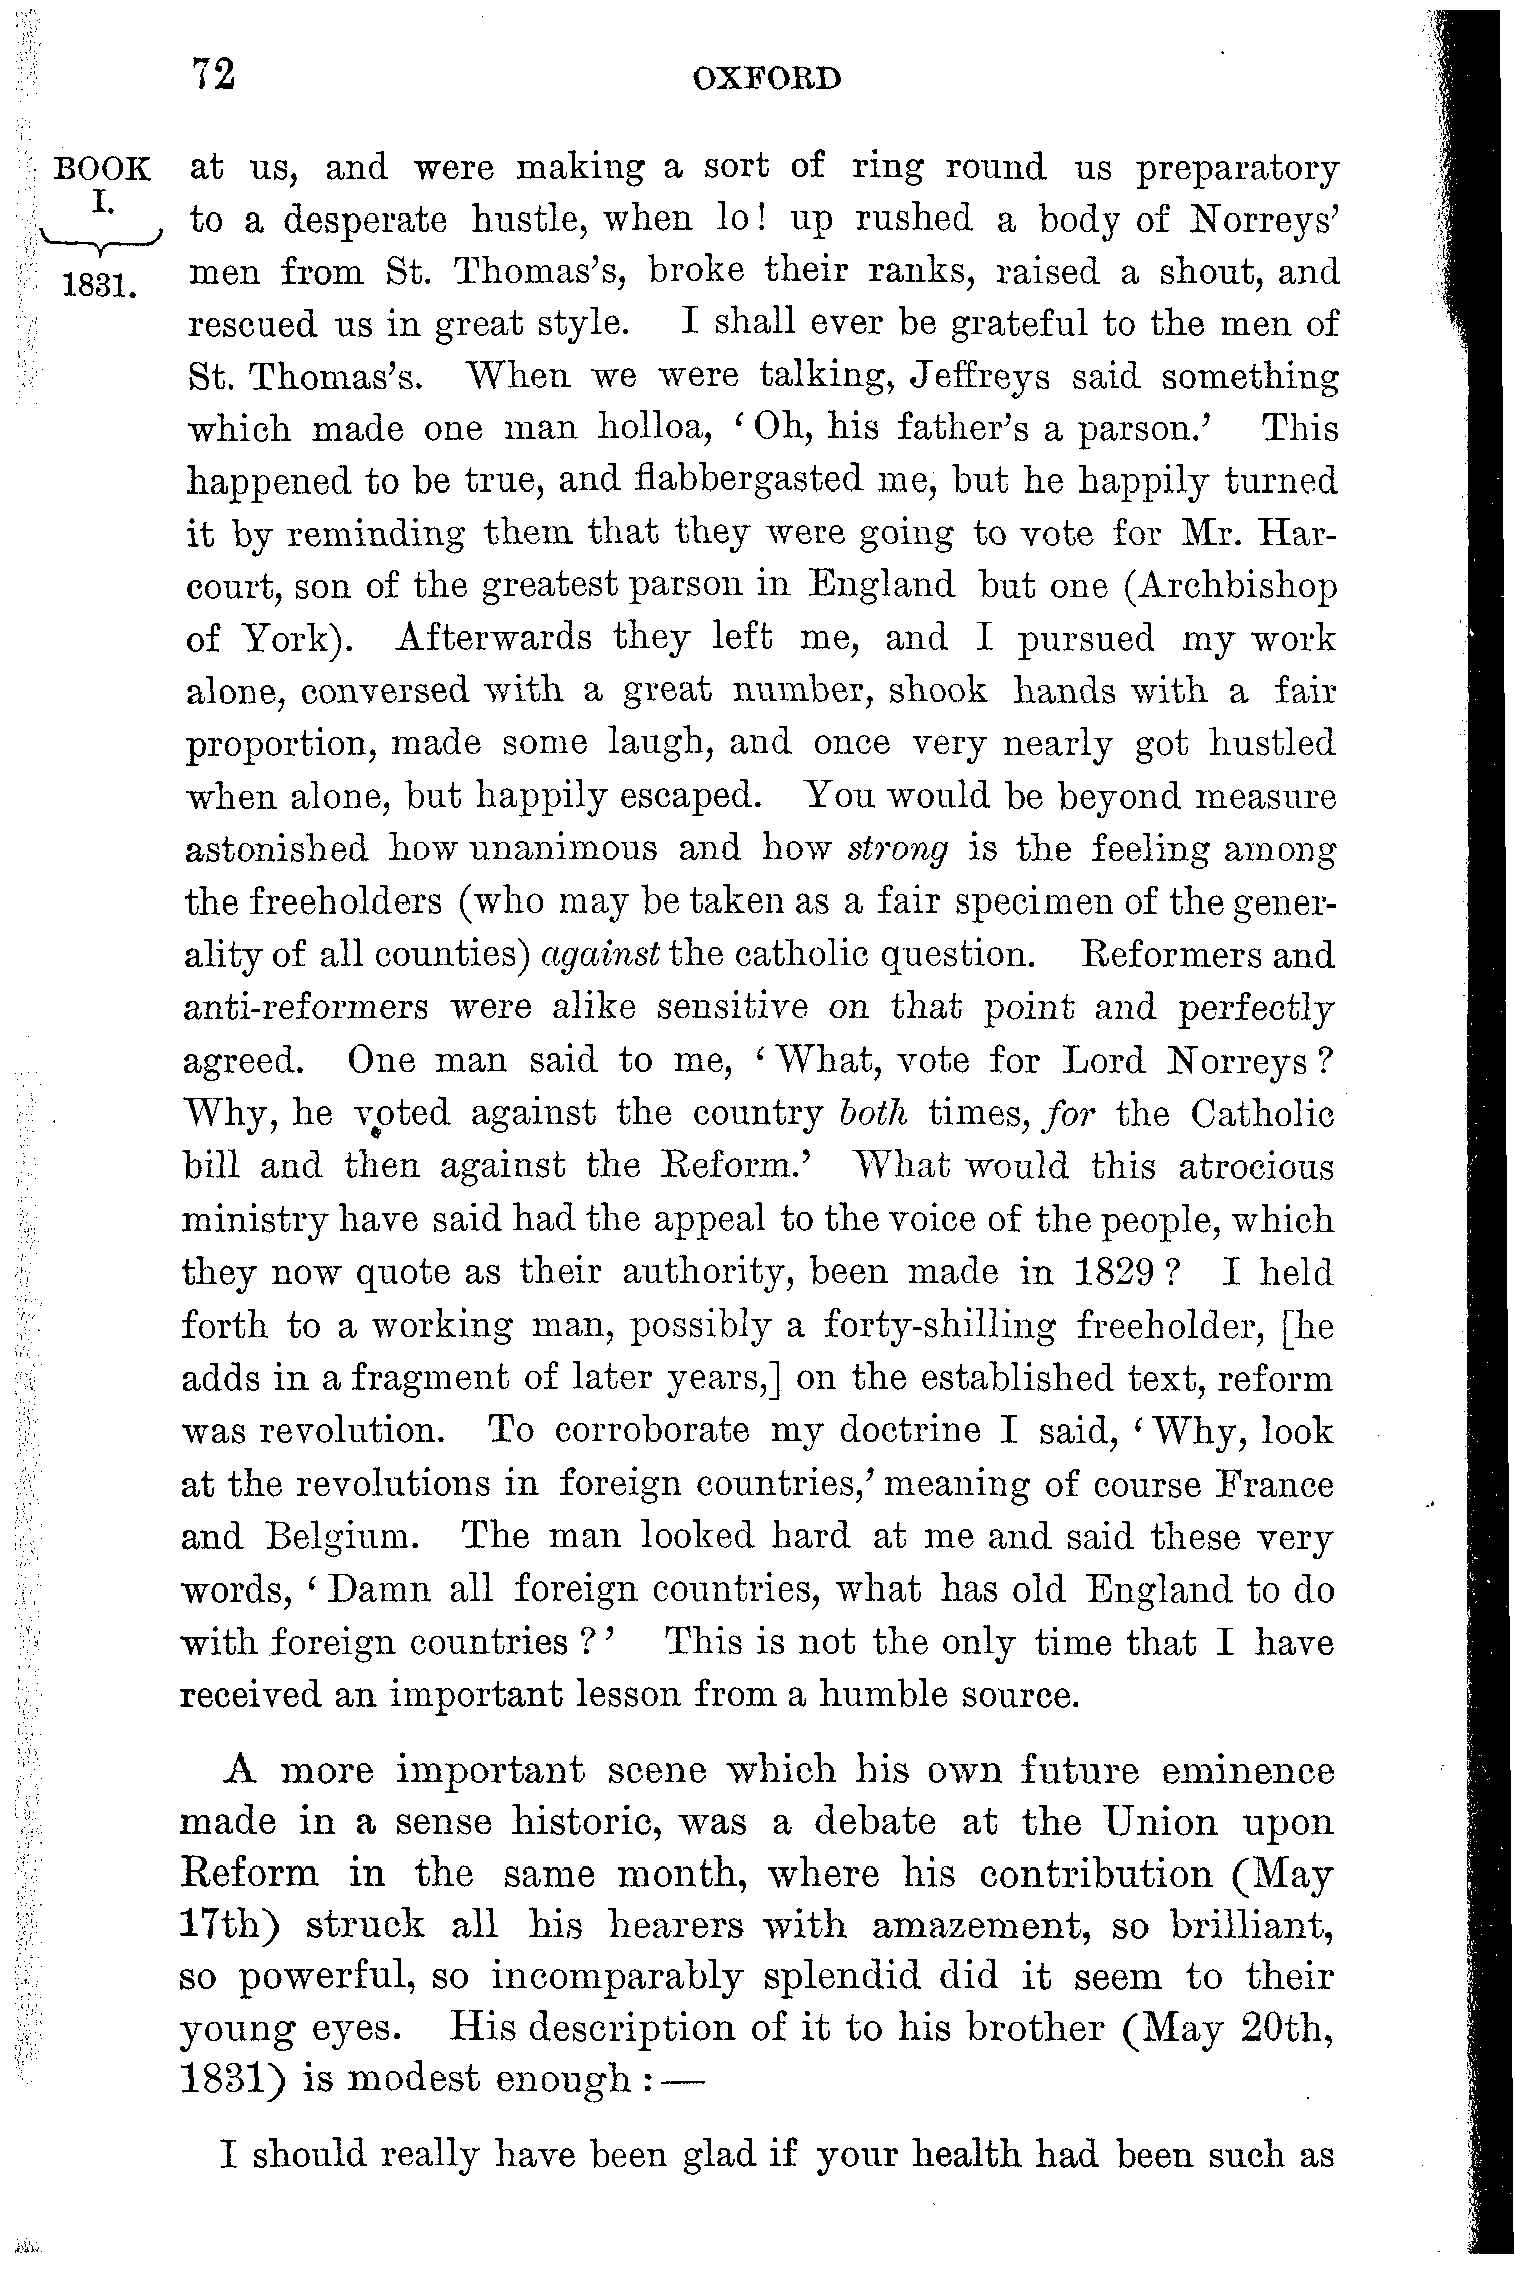 72 OXFORD
BOOK
I.
1831.
at us, and were making a sort of ring round us preparatory
to a desperate hustle, when lo! up rushed a body of Norreys'
men from St. Thomas's, broke their ranks, raised a shout, and
rescued us in great style. I shall ever be grateful to the men of
St. Thomas's. When we were talking, Jeffreys said something
which made one man holloa, ‘Oh, his father's a parson.’ This
happened to be true, and flabbergasted me, but he happily turned
it by reminding them that they were going to vote for Mr. Har-
court, son of the greatest parson in England but one (Archbishop
of York). Afterwards they left me, and I pursued my work
alone, conversed with a great number, shook hands with a fair
proportion, made some laugh, and once very nearly got hustled
when alone, but happily escaped. You would be beyond measure
astonished how unanimous and how strong is the feeling among
the freeholders (who may be taken as a fair specimen of the gener-
ality of all counties) against the catholic question. Reformers and
anti-reformers were alike sensitive on that point and perfectly
agreed. One man said to me, ‘What, vote for Lord Norreys?
Why, he voted against the country both times, for the Catholic
bill and then against the Reform.’ What would this atrocious
ministry have said had the appeal to the voice of the people, which
they now quote as their authority, been made in 1829? I held
forth to a working man, possibly a forty-shilling freeholder, [he
adds in a fragment of later years,] on the established text, reform
was revolution. To corroborate my doctrine I said, ‘Why, look
at the revolutions in foreign countries,’ meaning of course France
and Belgium. The man looked hard at me and said these very
words, ‘Damn all foreign countries, what has old England to do
with foreign countries?’ This is not the only time that I have
received an important lesson from a humble source.
A more important scene which his own future eminence
made in a sense historic, was a debate at the Union upon
Reform in the same month, where his contribution (May
17th) struck all his hearers with amazement, so brilliant,
so powerful, so incomparably splendid did it seem to their
young eyes. His description of it to his brother (May 20th,
1831) is modest enough:—
I should really have been glad if your health had been such as